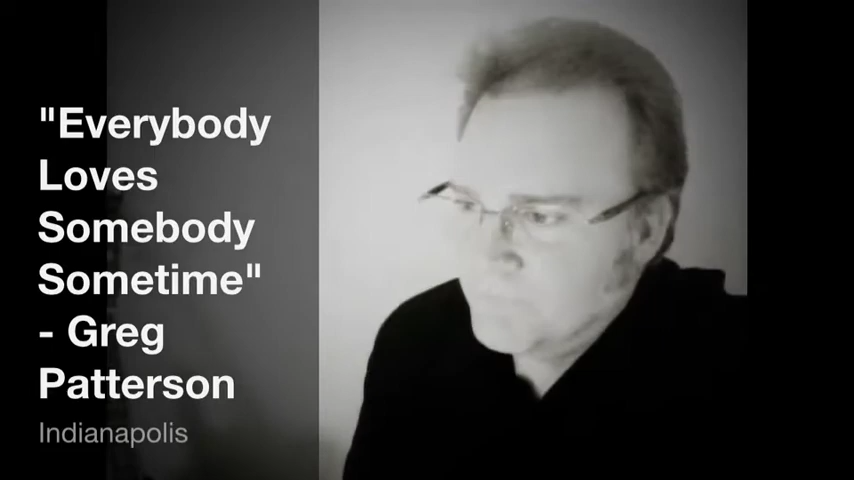 "Everybody
Loves
Somebody
Sometime"
- Greg
Patterson
Indianapolis